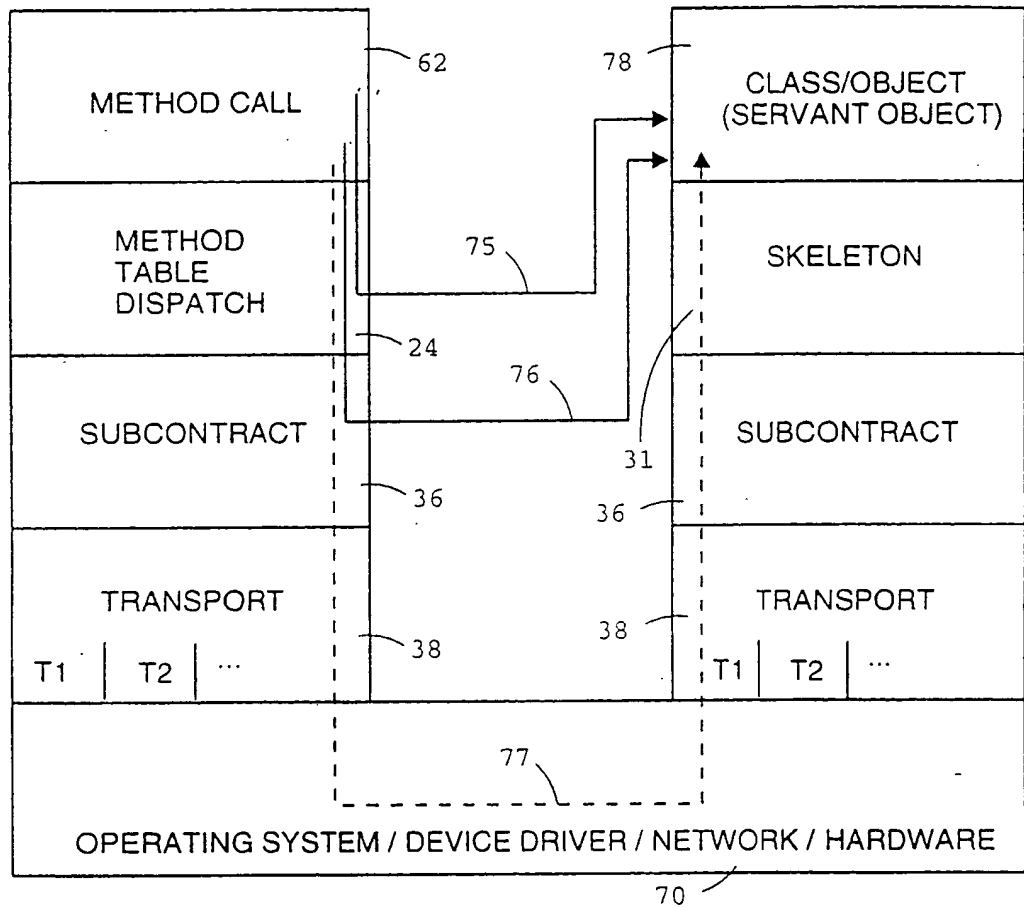 62
78
METHOD CALL
CLASS/OBJECT
(SERVANT OBJECT)
METHOD
TABLE
DISPATCH
75
SKELETON
24
76
SUBCONTRACT
31
SUBCONTRACT
36
36
TRANSPORT
TRANSPORT
38
38
T1
T2
...
T1
T2
...
77
OPERATING SYSTEM / DEVICE DRIVER / NETWORK / HARDWARE
70